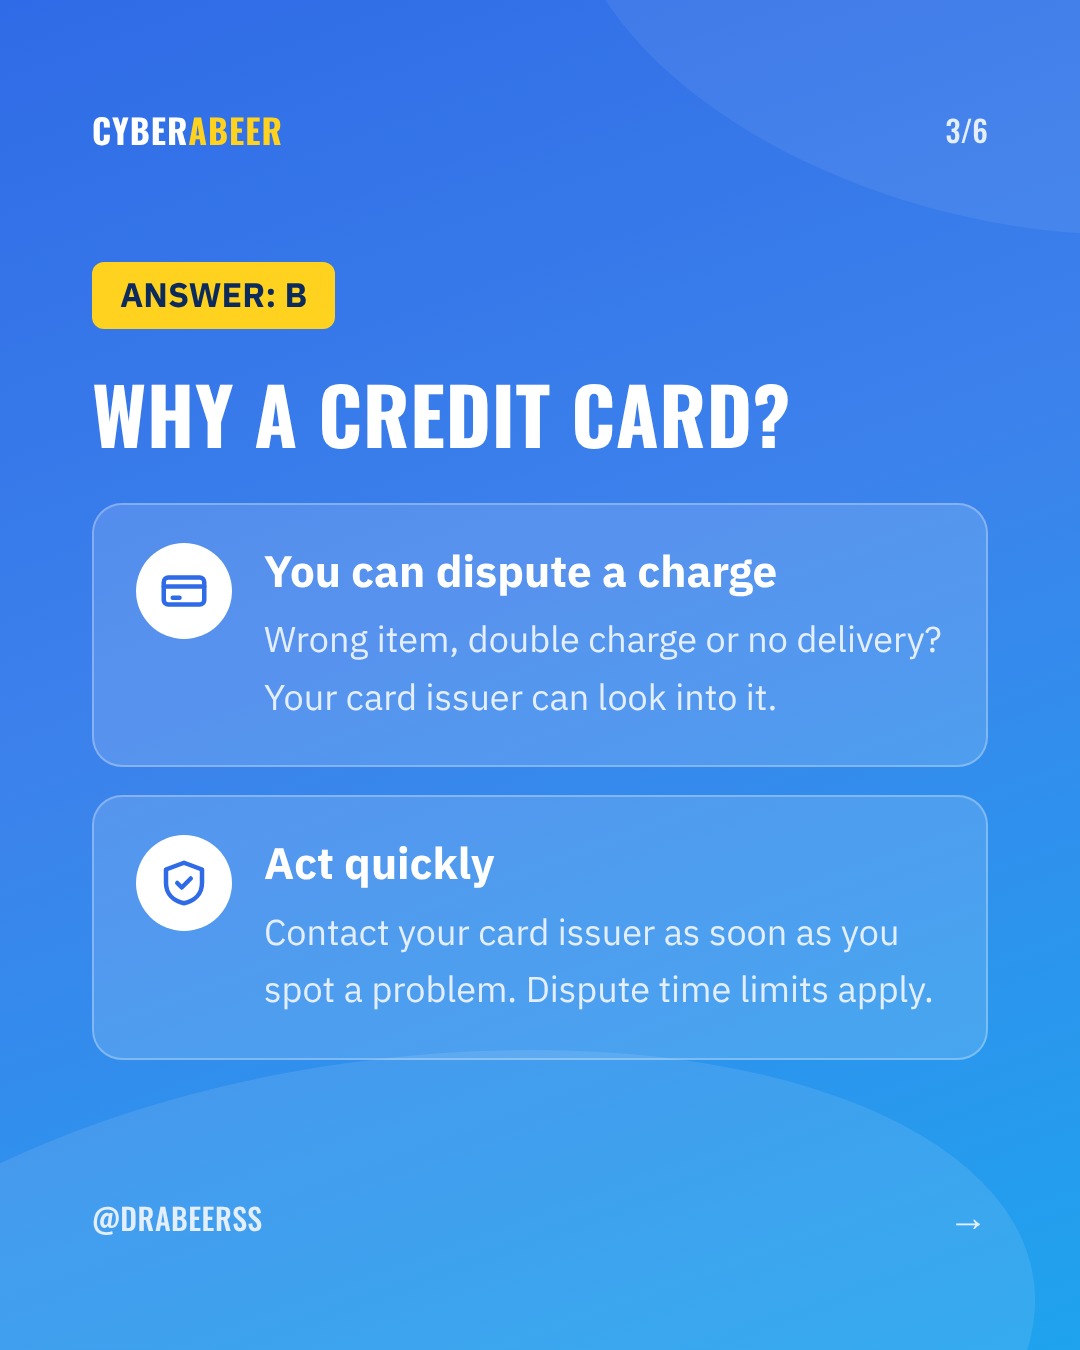 CYBERABEER
3/6
ANSWER: B
WHY A CREDIT CARD?
You can dispute a charge
Wrong item, double charge or no delivery?
Your card issuer can look into it.
Act quickly
Contact your card issuer as soon as you
spot a problem. Dispute time limits apply.
@DRABEERSS
→